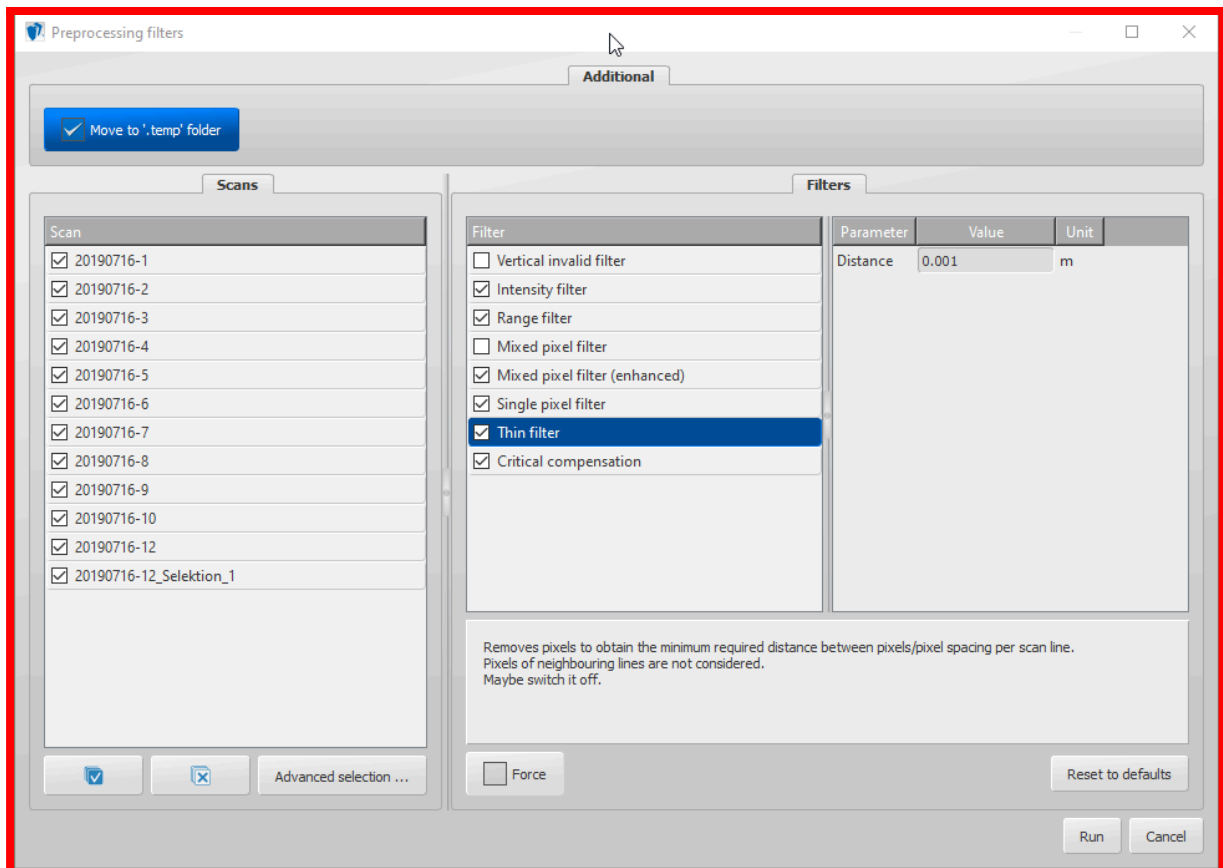 Preprocessing filters
Additional
Move to '.temp' folder
Scans
Scan
20190716-1
20190716-2
20190716-3
20190716-4
20190716-5
20190716-6
20190716-7
20190716-8
20190716-9
20190716-10
20190716-12
20190716-12_Selektion_1
Advanced selection ...
Filters
Filter
Vertical invalid filter
Intensity filter
Range filter
Mixed pixel filter
Mixed pixel filter (enhanced)
Single pixel filter
Thin filter
Critical compensation
Parameter Value Unit
Distance 0.001 m
Removes pixels to obtain the minimum required distance between pixels/pixel spacing per scan line.
Pixels of neighbouring lines are not considered.
Maybe switch it off.
Force
Reset to defaults
Run Cancel